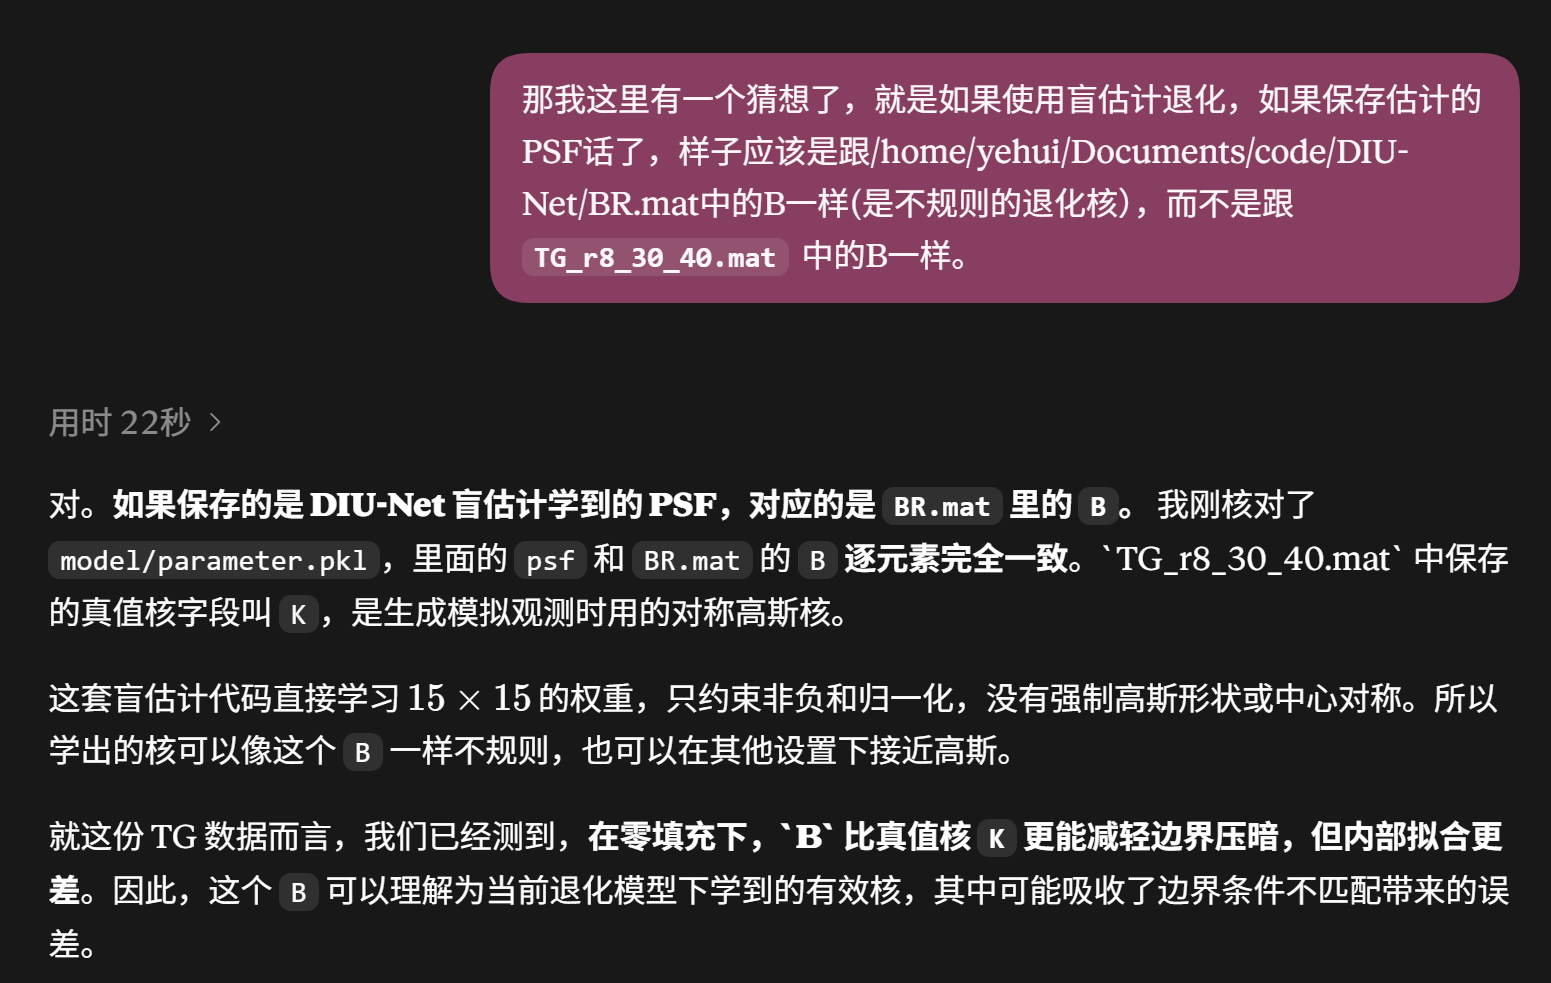 那我这里有一个猜想了，就是如果使用盲估计退化，如果保存估计的
PSF话了，样子应该是跟/home/yehui/Documents/code/DIU-
Net/BR.mat中的B一样(是不规则的退化核），而不是跟
TG_r8_30_40.mat 中的B一样。
用时 22秒 >
对。如果保存的是 DIU-Net 盲估计学到的 PSF，对应的是 BR.mat 里的 B 。 我刚核对了
model/parameter.pkl ，里面的 psf 和 BR.mat 的 B 逐元素完全一致。`TG_r8_30_40.mat` 中保存
的真值核字段叫 K ，是生成模拟观测时用的对称高斯核。
这套盲估计代码直接学习 15 × 15 的权重，只约束非负和归一化，没有强制高斯形状或中心对称。所以
学出的核可以像这个 B 一样不规则，也可以在其他设置下接近高斯。
就这份 TG 数据而言，我们已经测到，在零填充下，`B` 比真值核 K 更能减轻边界压暗，但内部拟合更
差。因此，这个 B 可以理解为当前退化模型下学到的有效核，其中可能吸收了边界条件不匹配带来的误
差。